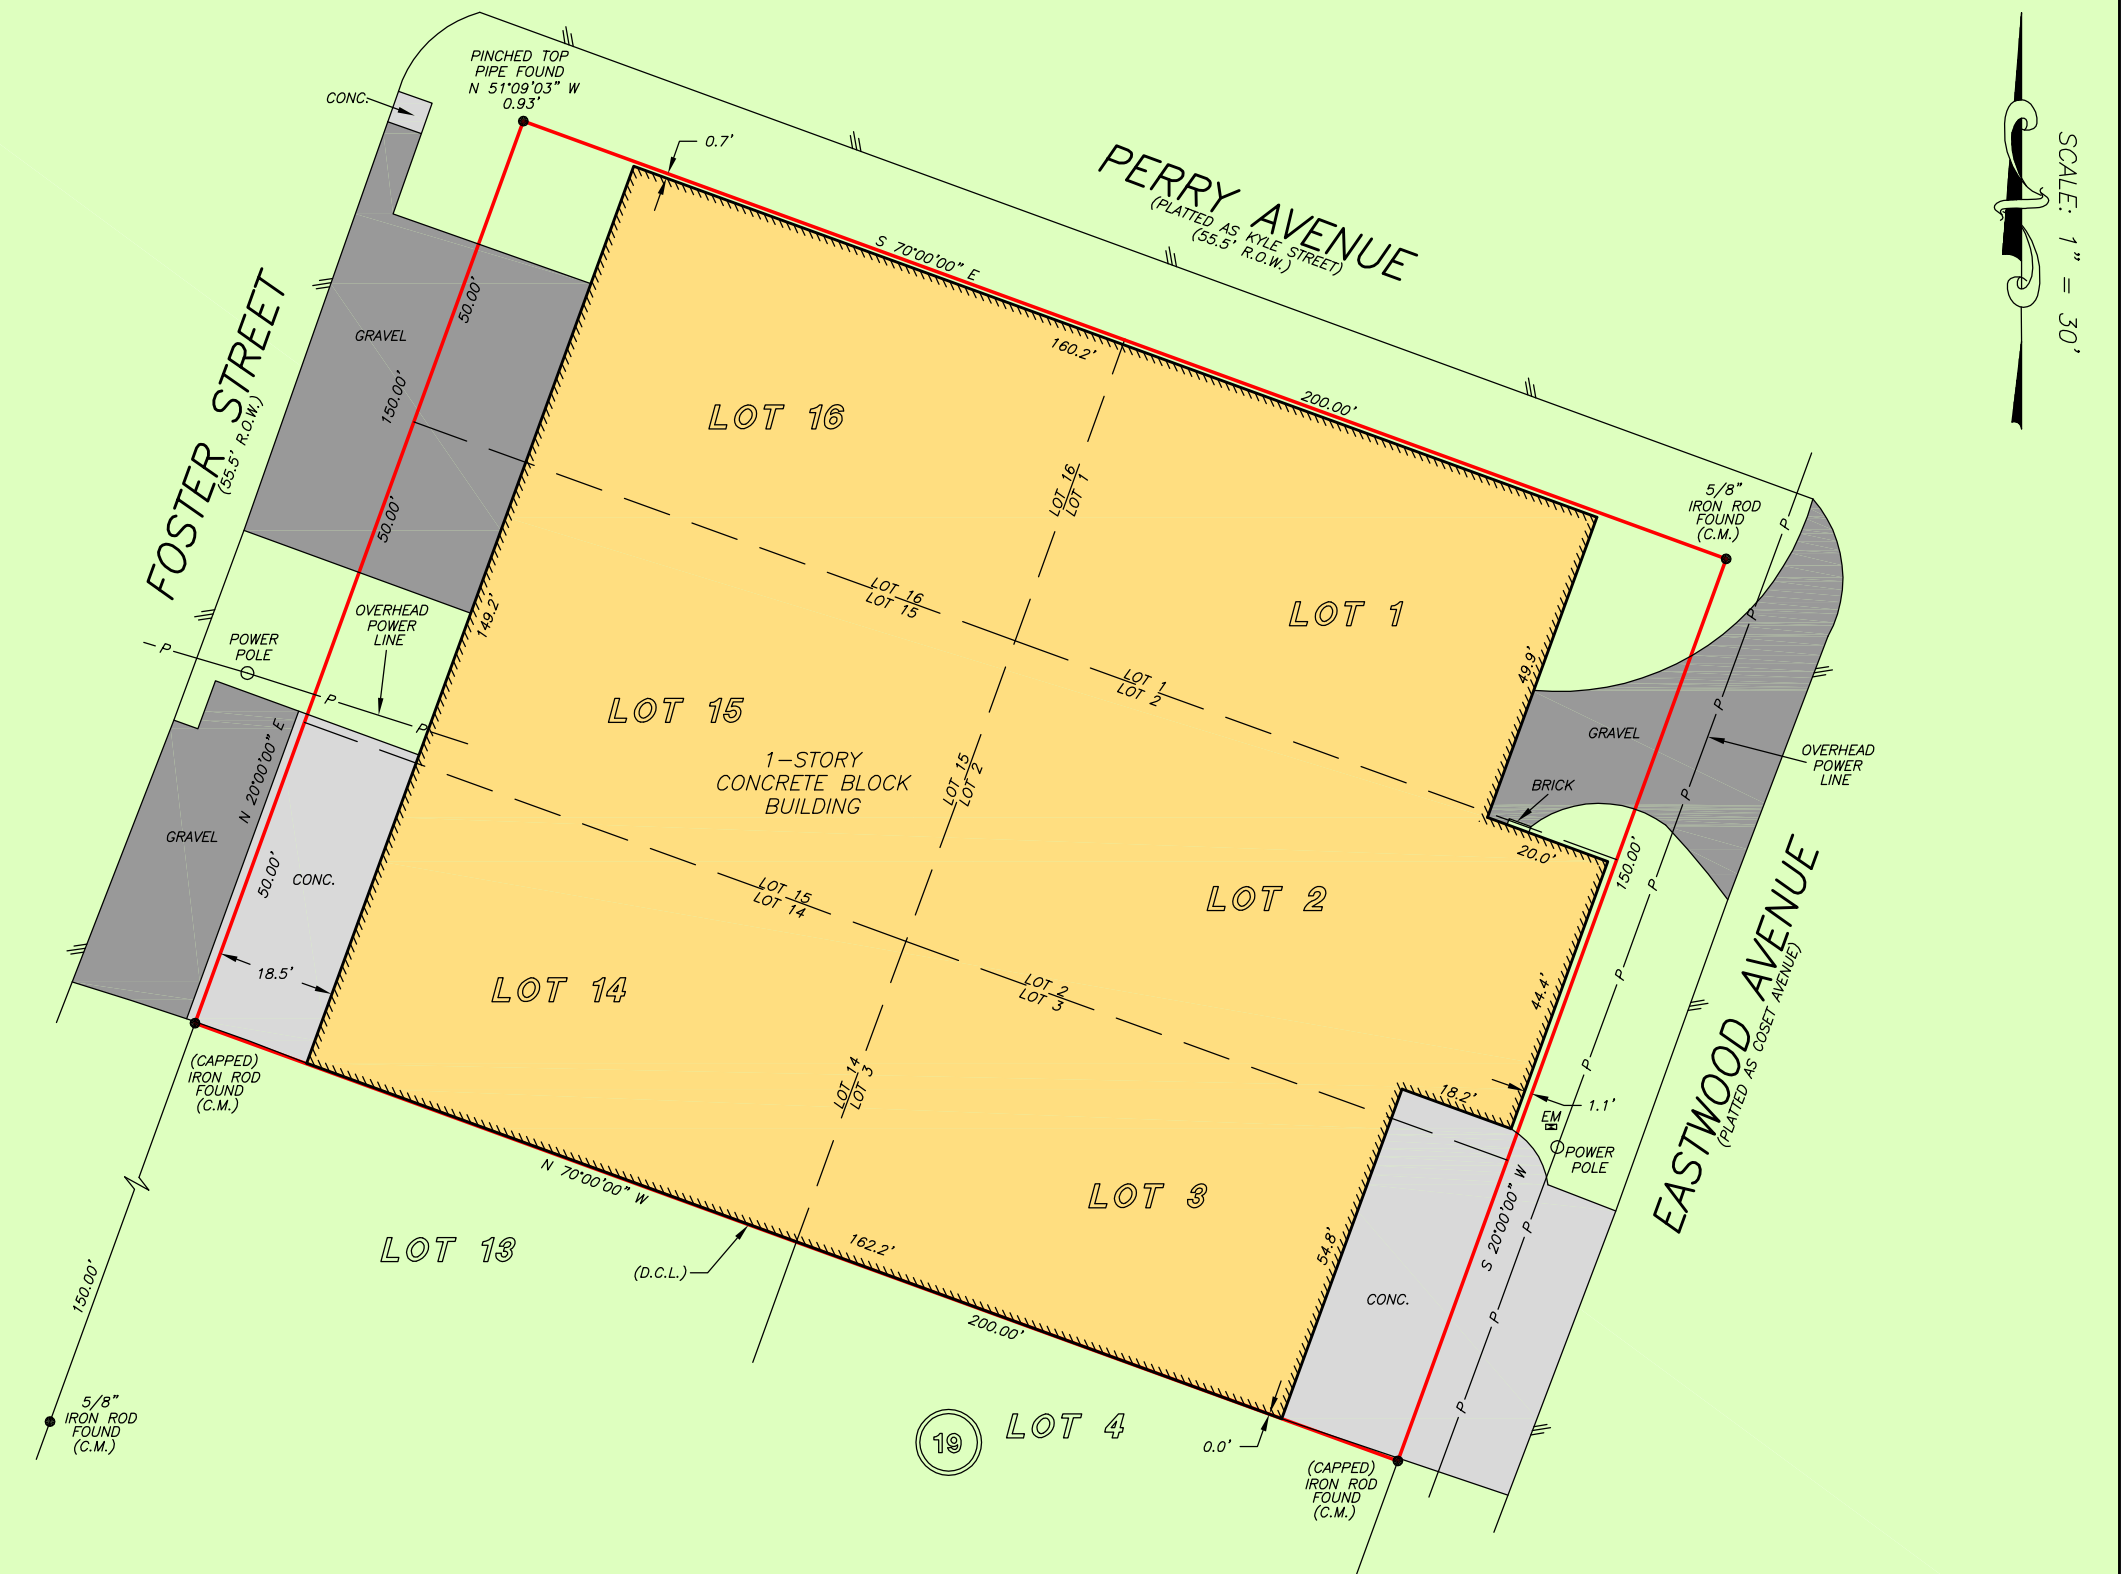 PINCHED TOP
PIPE FOUND
N 51°09'03" W
0.93'
CONC.
0.7'
PERRY AVENUE
(PLATTED AS KYLE STREET)
(55.5' R.O.W.)
SCALE: 1" = 30'
S 70°00'00" E
160.2'
200.00'
FOSTER STREET
(55.5' R.O.W.)
GRAVEL
50.00'
150.00'
50.00'
LOT 16
LOT 16
LOT 1
5/8"
IRON ROD
FOUND
(C.M.)
P
P
LOT 16
LOT 15
LOT 1
149.2'
OVERHEAD
POWER
LINE
POWER
POLE
P
P
P
LOT 1
LOT 2
49.9'
P
LOT 15
1-STORY
CONCRETE BLOCK
BUILDING
LOT 15
LOT 2
GRAVEL
OVERHEAD
POWER
LINE
BRICK
P
N 20°00'00" E
GRAVEL
50.00'
CONC.
20.0'
150.00'
P
LOT 15
LOT 14
LOT 2
EASTWOOD AVENUE
(PLATTED AS COSET AVENUE)
18.5'
LOT 14
LOT 2
LOT 3
44.4'
P
(CAPPED)
IRON ROD
FOUND
(C.M.)
LOT 14
LOT 3
18.2'
1.1'
P
EM
POWER
POLE
N 70°00'00" W
LOT 3
S 20°00'00" W
P
LOT 13
(D.C.L.)
162.2'
54.8'
150.00'
200.00'
CONC.
P
P
5/8"
IRON ROD
FOUND
(C.M.)
19
LOT 4
0.0'
(CAPPED)
IRON ROD
FOUND
(C.M.)